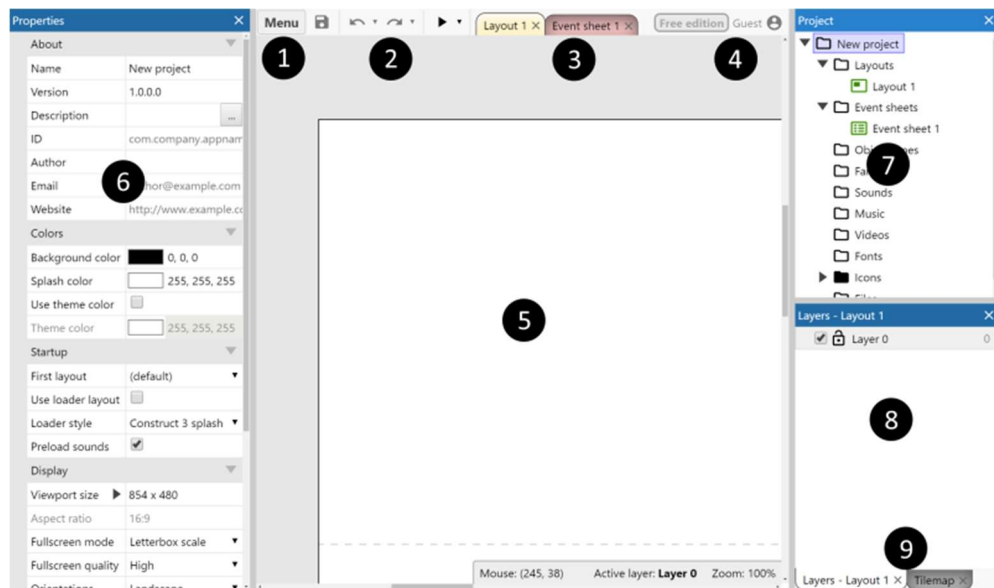 Properties
About
Name New project
Version 1.0.0.0
Description ...
ID com.company.appnam
Author
Email hor@example.com
Website http://www.example.co
Colors
Background color 0, 0, 0
Splash color 255, 255, 255
Use theme color
Theme color 255, 255, 255
Startup
First layout (default)
Use loader layout
Loader style Construct 3 splash
Preload sounds
Display
Viewport size 854 x 480
Aspect ratio 16:9
Fullscreen mode Letterbox scale
Fullscreen quality High
6
Menu Layout 1 Event sheet 1 Free edition Guest
1 2 3 4
5
Mouse: (245, 38) Active layer: Layer 0 Zoom: 100%
Project
New project
Layouts
Layout 1
Event sheets
Event sheet 1
7
Sounds
Music
Videos
Fonts
Icons
Layers - Layout 1
Layer 0 0
8
9
Layers - Layout 1 Tilemap